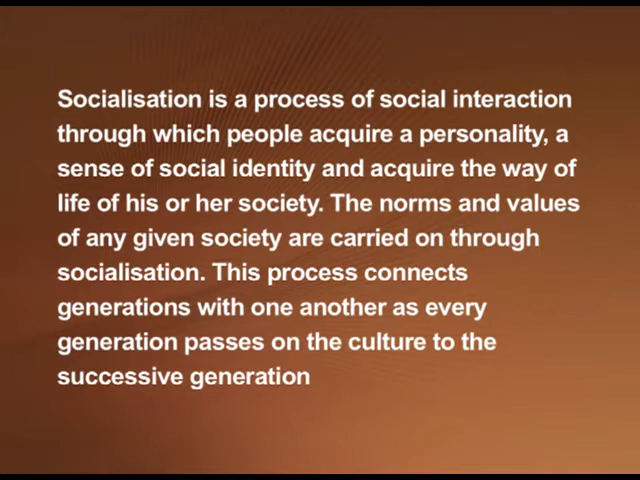 Socialisation is a process of social interaction
through which people acquire a personality, a
sense of social identity and acquire the way of
life of his or her society. The norms and values
of any given society are carried on through
socialisation. This process connects
generations with one another as every
generation passes on the culture to the
successive generation